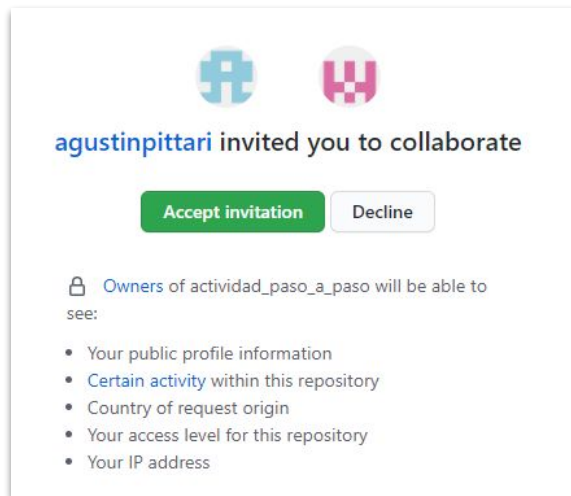 agustinpittari invited you to collaborate
Accept invitation Decline
Owners of actividad_paso_a_paso will be able to
see:
Your public profile information
Certain activity within this repository
Country of request origin
Your access level for this repository
Your IP address